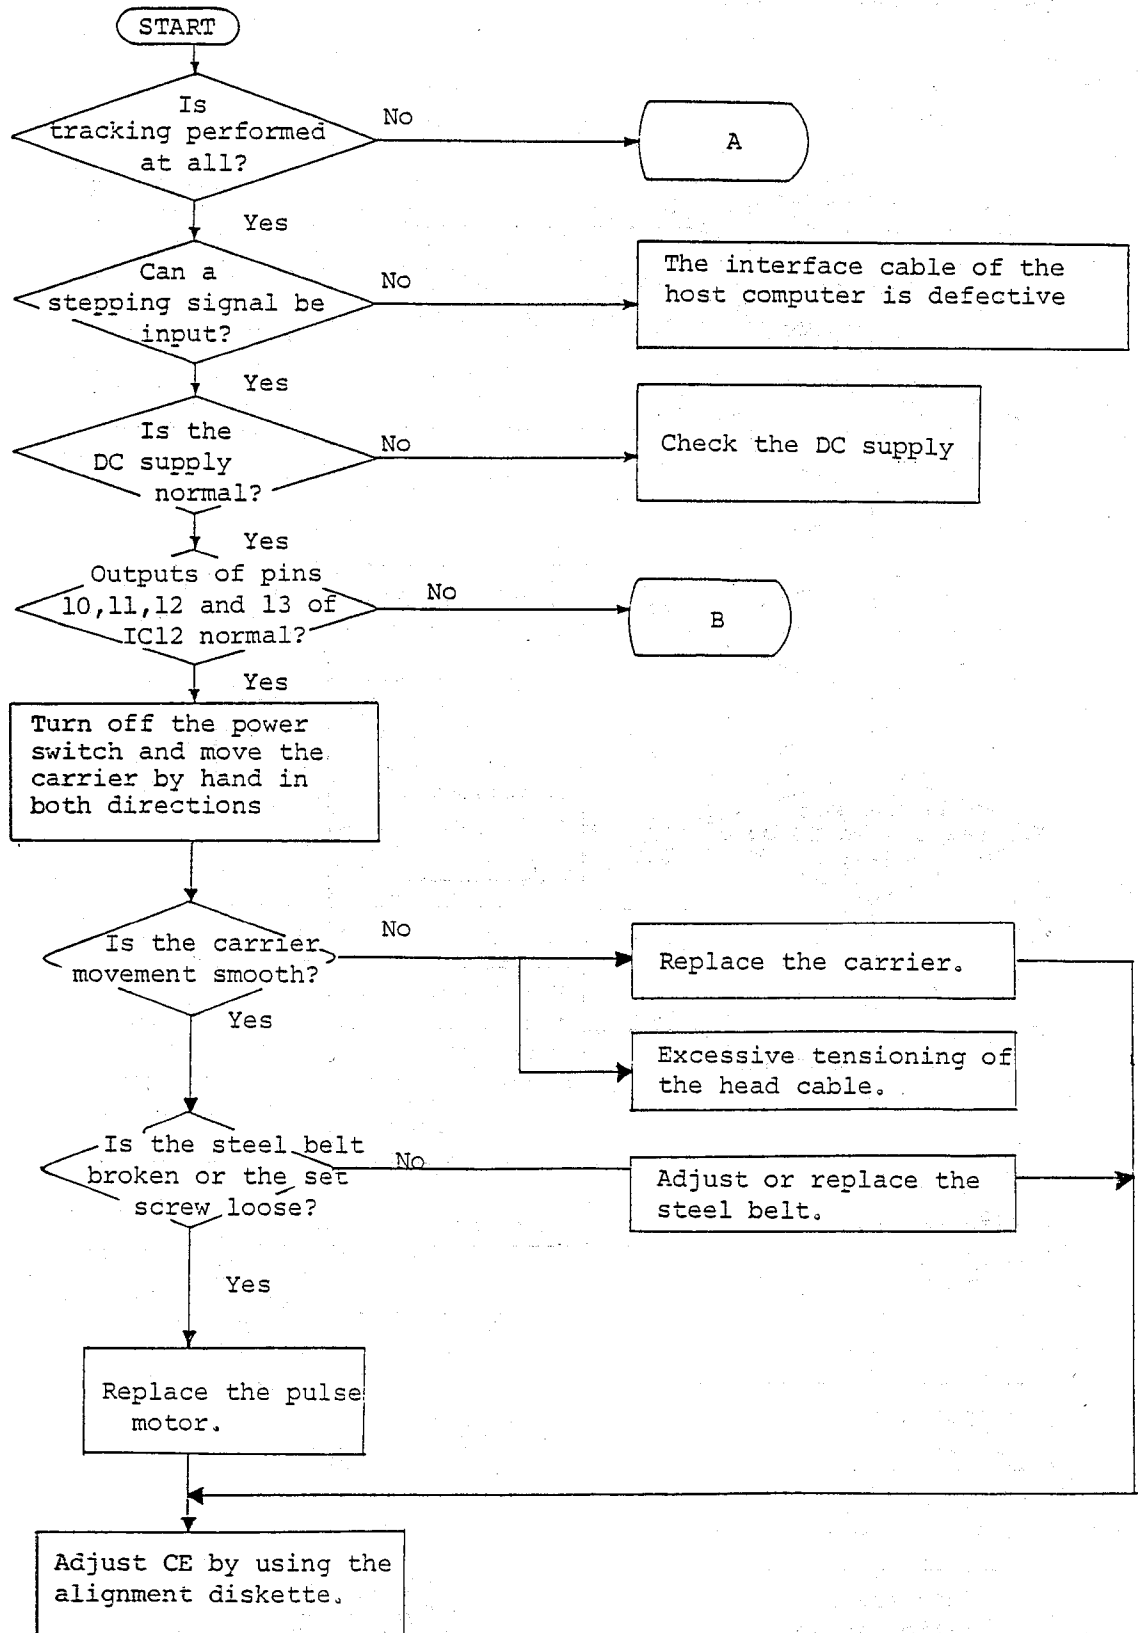 START
Is
tracking performed
at all?
No
A
Yes
Can a
stepping signal be
input?
No
The interface cable of the
host computer is defective
Yes
Is the
DC supply
normal?
No
Check the DC supply
Yes
Outputs of pins
10,11,12 and 13 of
IC12 normal?
No
B
Yes
Turn off the power
switch and move the
carrier by hand in
both directions
Is the carrier
movement smooth?
No
Replace the carrier.
Excessive tensioning of
the head cable.
Yes
Is the steel belt
broken or the set
screw loose?
No
Adjust or replace the
steel belt.
Yes
Replace the pulse
motor.
Adjust CE by using the
alignment diskette.